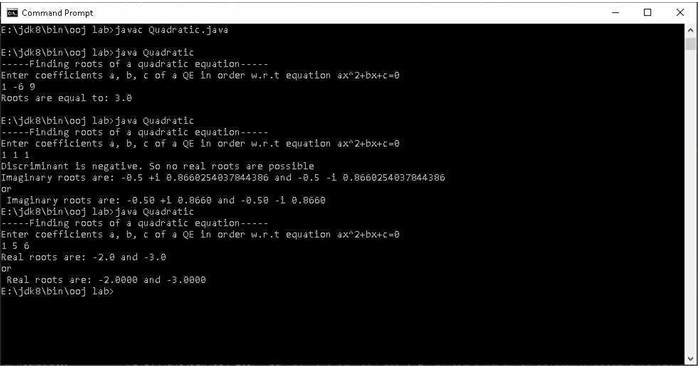 Command Prompt
E:\jdk8\bin\ooj lab>javac Quadratic.java
E:\jdk8\bin\ooj lab>java Quadratic
-----Finding roots of a quadratic equation-----
Enter coefficients a, b, c of a QE in order w.r.t equation ax^2+bx+c=0
1 -6 9
Roots are equal to: 3.0
E:\jdk8\bin\ooj lab>java Quadratic
-----Finding roots of a quadratic equation-----
Enter coefficients a, b, c of a QE in order w.r.t equation ax^2+bx+c=0
1 1 1
Discriminant is negative. So no real roots are possible
Imaginary roots are: -0.5 +i 0.8660254037844386 and -0.5 -i 0.8660254037844386
or
Imaginary roots are: -0.50 +i 0.8660 and -0.50 -i 0.8660
E:\jdk8\bin\ooj lab>java Quadratic
-----Finding roots of a quadratic equation-----
Enter coefficients a, b, c of a QE in order w.r.t equation ax^2+bx+c=0
1 5 6
Real roots are: -2.0 and -3.0
or
Real roots are: -2.0000 and -3.0000
E:\jdk8\bin\ooj lab>